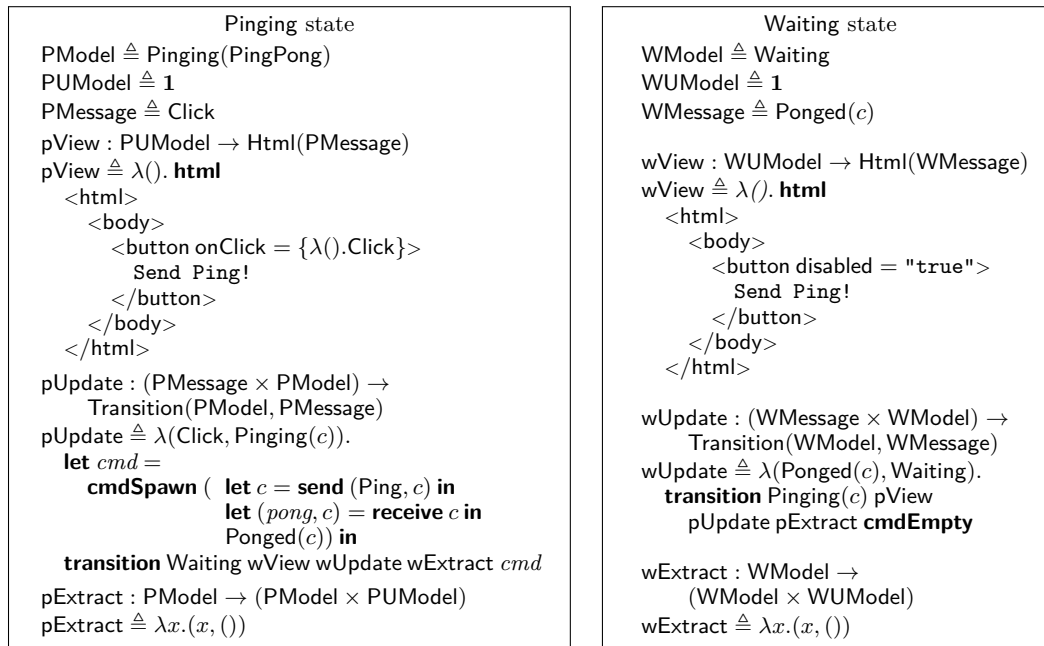 Pinging state
PModel ≜ Pinging(PingPong)
PUModel ≜ 1
PMessage ≜ Click
pView : PUModel → Html(PMessage)
pView ≜ λ(). html
<html>
<body>
<button onClick = {λ().Click}>
Send Ping!
</button>
</body>
</html>
pUpdate : (PMessage × PModel) →
Transition(PModel, PMessage)
pUpdate ≜ λ(Click, Pinging(c)).
let cmd =
cmdSpawn ( let c = send (Ping, c) in
let (pong, c) = receive c in
Ponged(c)) in
transition Waiting wView wUpdate wExtract cmd
pExtract : PModel → (PModel × PUModel)
pExtract ≜ λx.(x, ())
Waiting state
WModel ≜ Waiting
WUModel ≜ 1
WMessage ≜ Ponged(c)
wView : WUModel → Html(WMessage)
wView ≜ λ(). html
<html>
<body>
<button disabled = "true">
Send Ping!
</button>
</body>
</html>
wUpdate : (WMessage × WModel) →
Transition(WModel, WMessage)
wUpdate ≜ λ(Ponged(c), Waiting).
transition Pinging(c) pView
pUpdate pExtract cmdEmpty
wExtract : WModel →
(WModel × WUModel)
wExtract ≜ λx.(x, ())